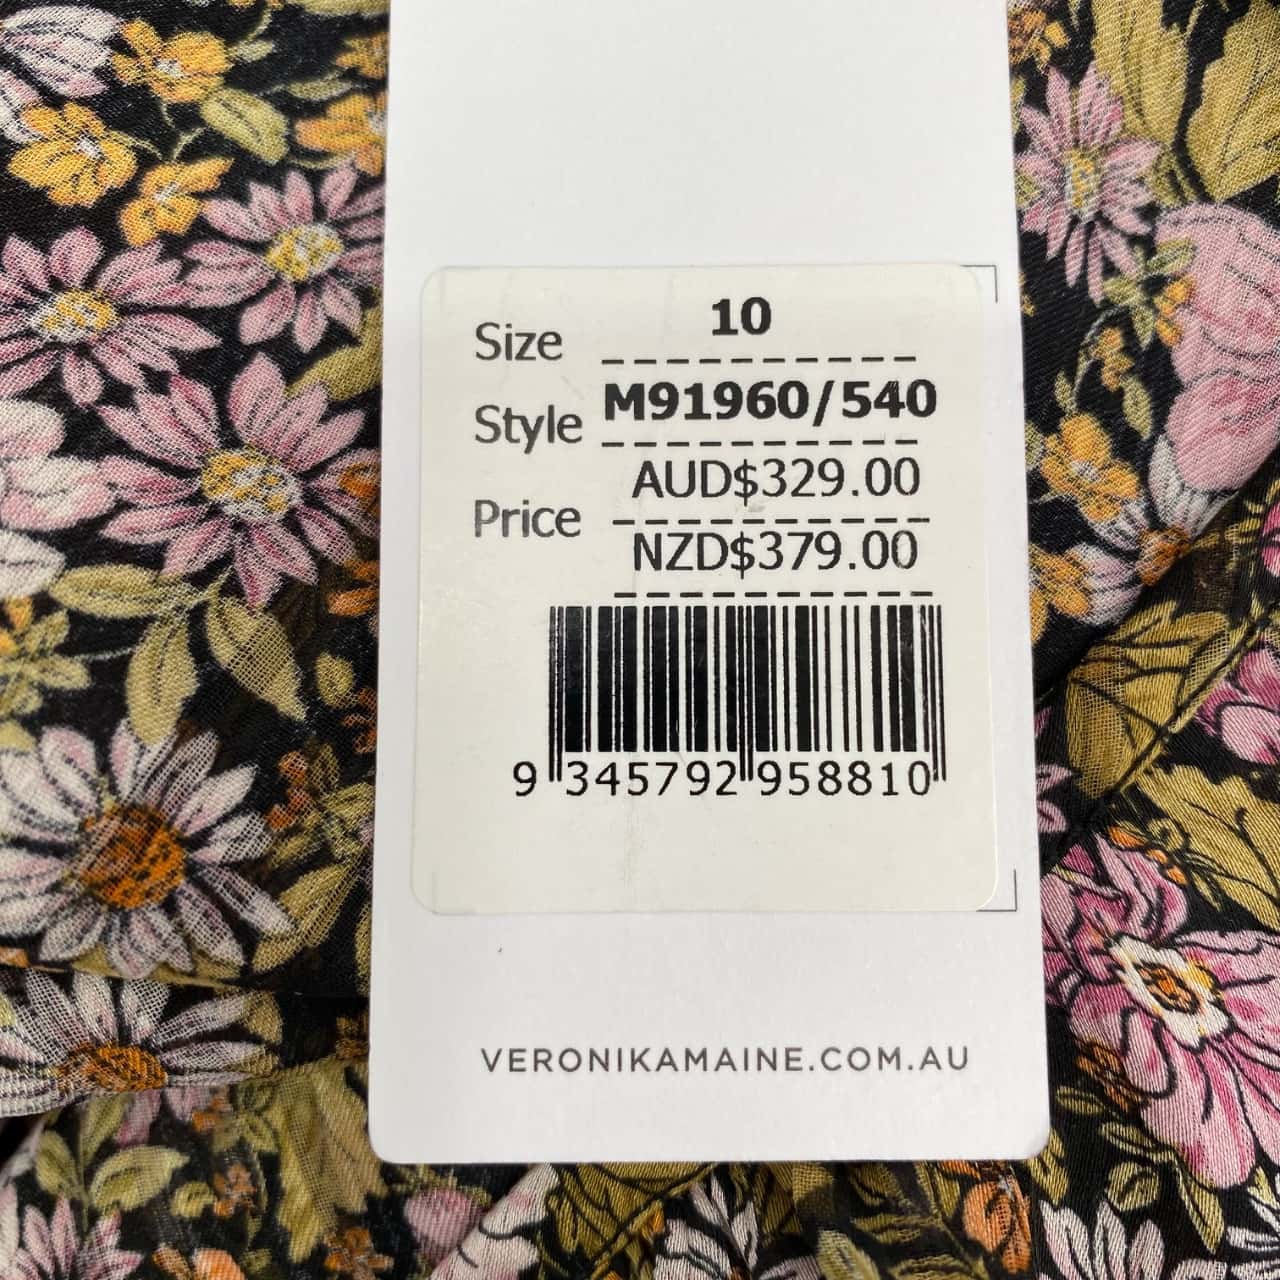 Size 10
Style M91960/540
AUD$329.00
Price
NZD$379.00
9 345792 958810
VERONIKAMAINE.COM.AU